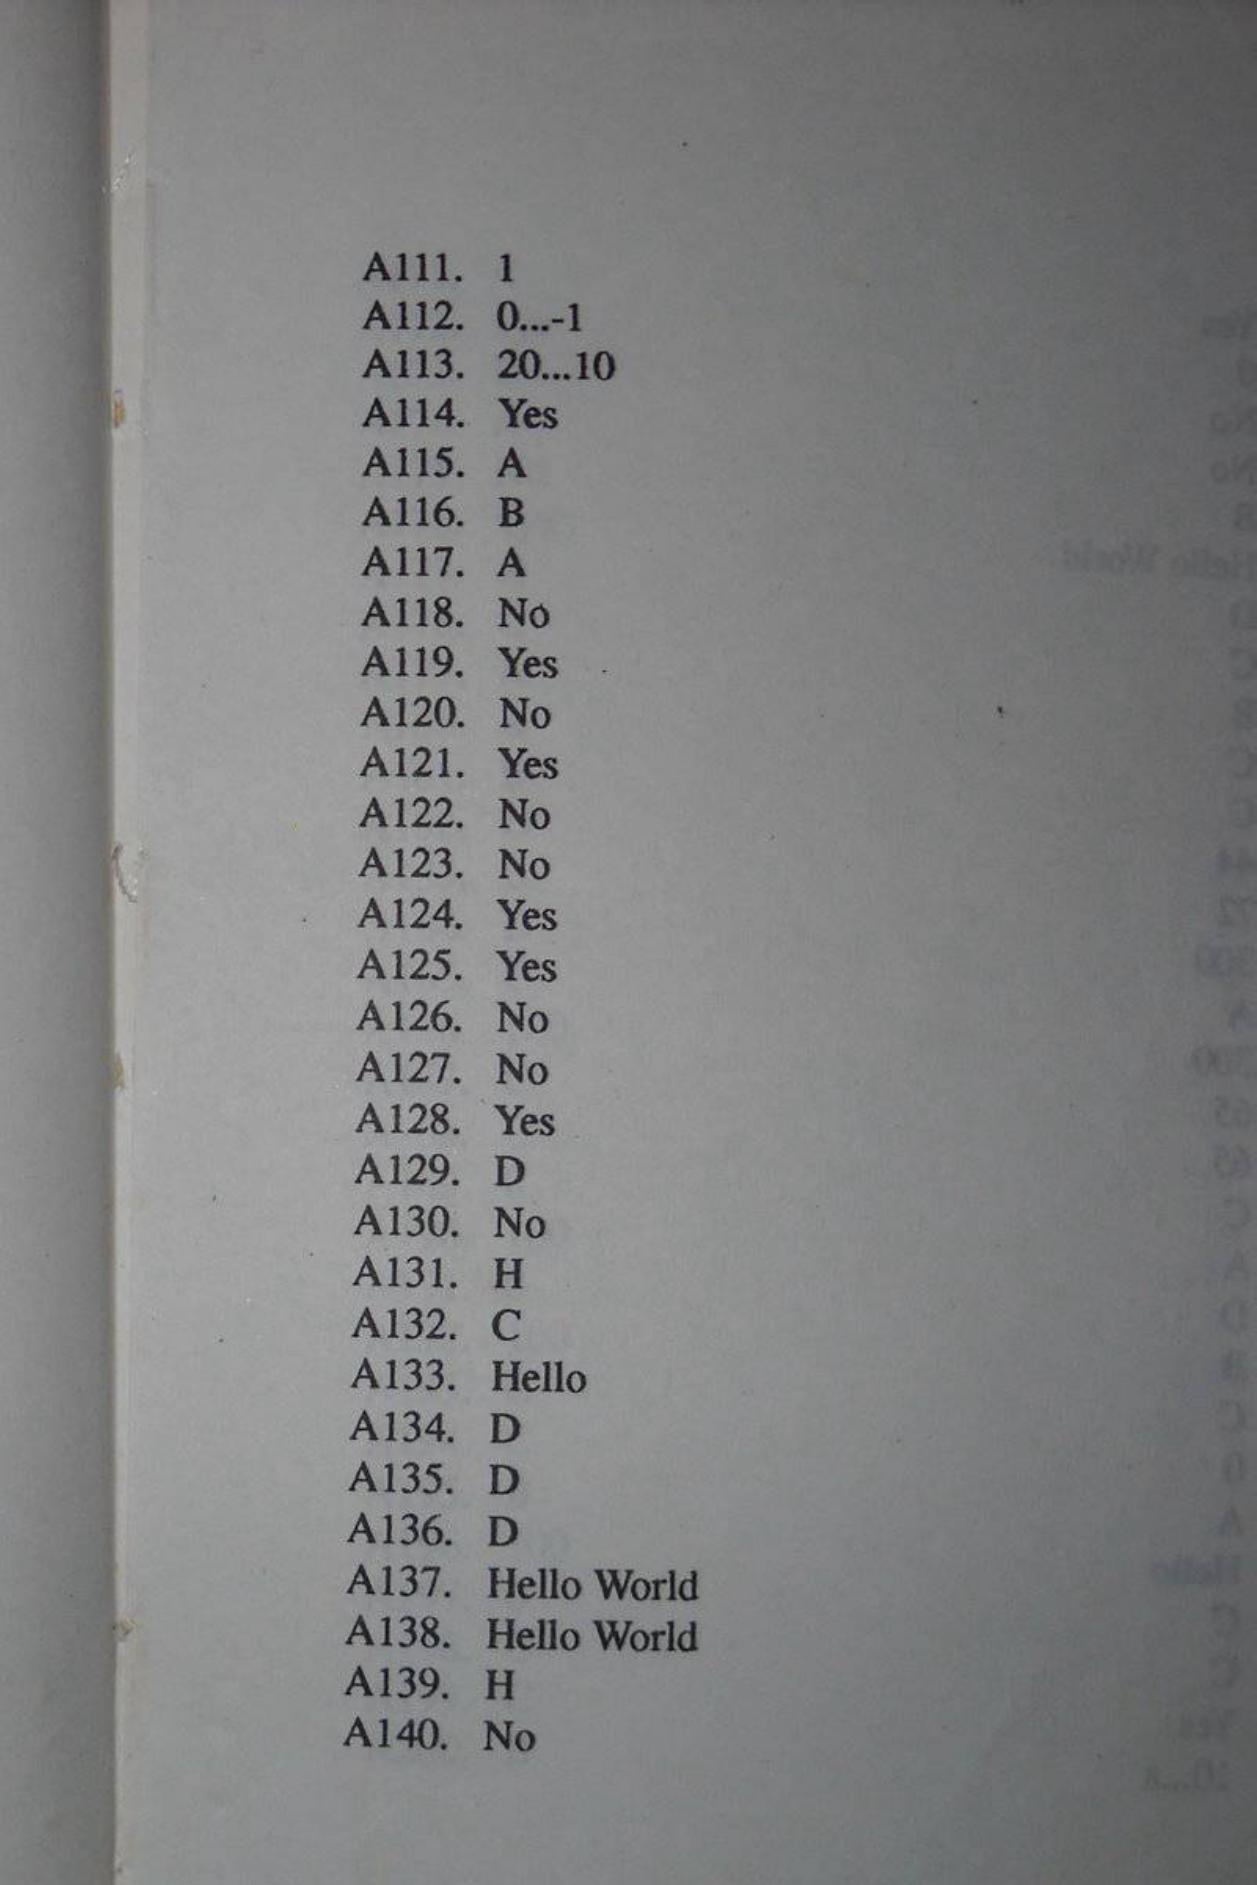 A111. 1
A112. 0...-1
A113. 20...10
A114. Yes
A115. A
A116. B
A117. A
A118. No
A119. Yes
A120. No
A121. Yes
A122. No
A123. No
A124. Yes
A125. Yes
A126. No
A127. No
A128. Yes
A129. D
A130. No
A131. H
A132. C
A133. Hello
A134. D
A135. D
A136. D
A137. Hello World
A138. Hello World
A139. H
A140. No